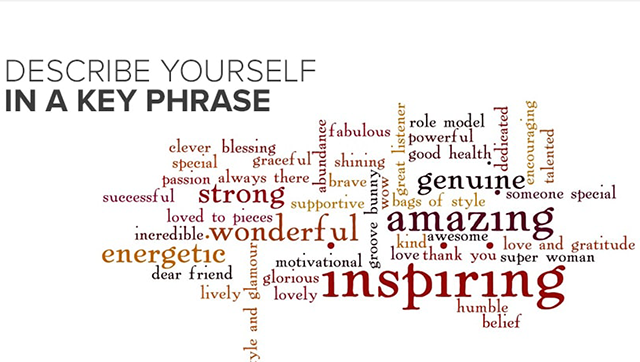 DESCRIBE YOURSELF
IN A KEY PHRASE
fabulous
role model
powerful
good health
great listener
dedicated
encouraging
talented
abundance
clever
blessing
special
graceful
shining
wow
passion
always there
brave
genuine
successful
strong
supportive
bags of style
someone special
loved to pieces
groove bunny
amazing
incredible
wonderful
kind
awesome
love and gratitude
energetic
motivational
love
thank you
super woman
dear friend
glorious
inspiring
lively
lovely
humble
belief
and glamour